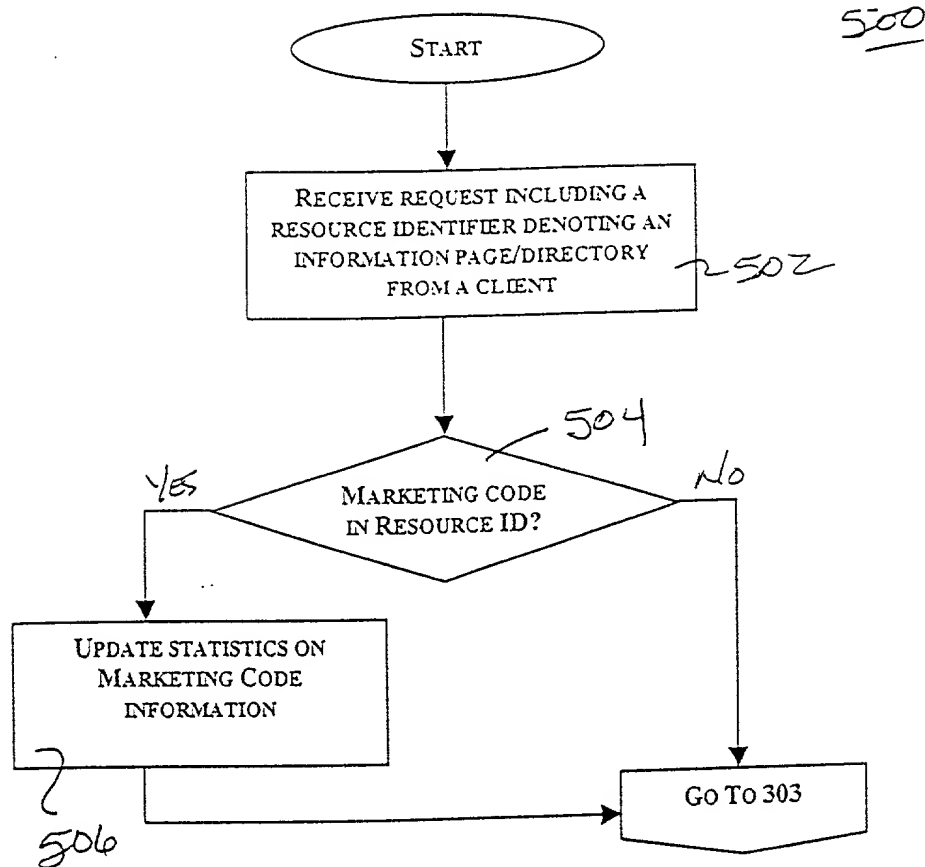 500
START
RECEIVE REQUEST INCLUDING A
RESOURCE IDENTIFIER DENOTING AN
INFORMATION PAGE/DIRECTORY
FROM A CLIENT
502
504
YES
NO
MARKETING CODE
IN RESOURCE ID?
UPDATE STATISTICS ON
MARKETING CODE
INFORMATION
GO TO 303
506